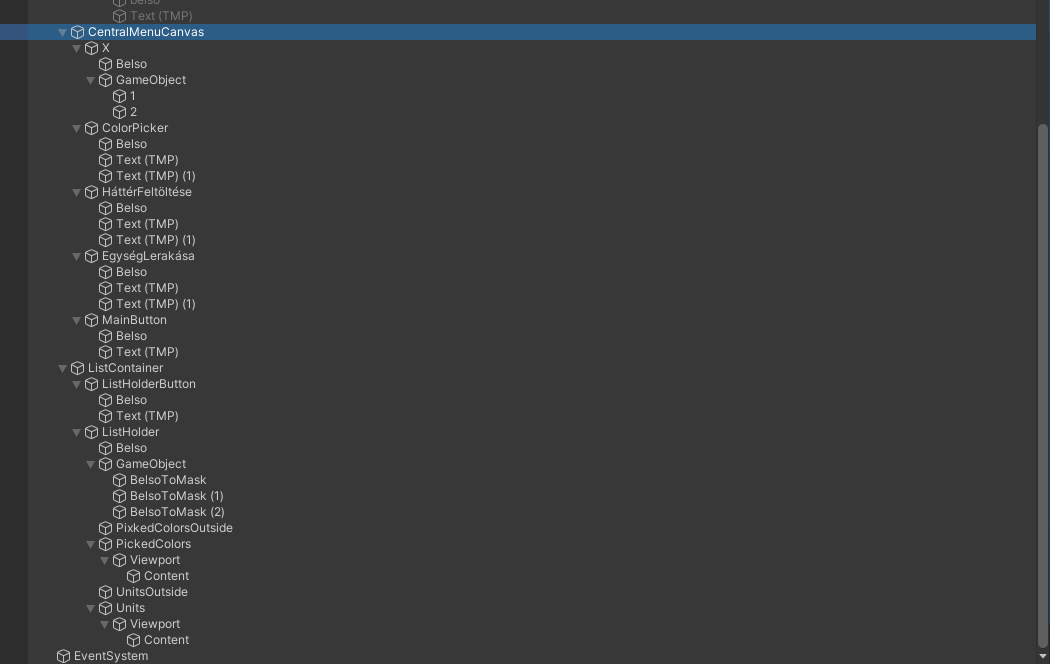 belso
Text (TMP)
CentralMenuCanvas
X
Belso
GameObject
1
2
ColorPicker
Belso
Text (TMP)
Text (TMP) (1)
HáttérFeltöltése
Belso
Text (TMP)
Text (TMP) (1)
EgységLerakása
Belso
Text (TMP)
Text (TMP) (1)
MainButton
Belso
Text (TMP)
ListContainer
ListHolderButton
Belso
Text (TMP)
ListHolder
Belso
GameObject
BelsoToMask
BelsoToMask (1)
BelsoToMask (2)
PixkedColorsOutside
PickedColors
Viewport
Content
UnitsOutside
Units
Viewport
Content
EventSystem